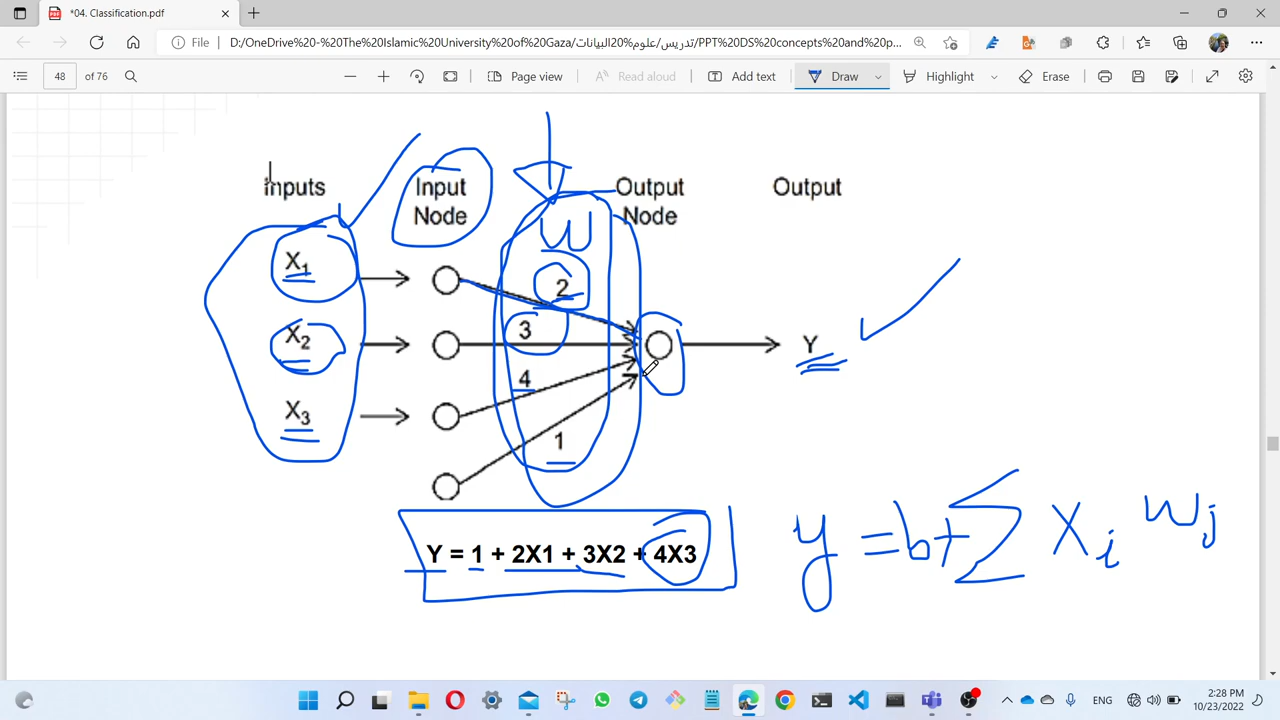 *04. Classification.pdf
File
D:/OneDrive%20-%20The%20Islamic%20University%20of%20Gaza/تدريس/علوم%20البيانات/PPT%20DS%20concepts%20and%20p...
48 of 76
Page view
Read aloud
Add text
Draw
Highlight
Erase
Inputs
Input
Node
Output
Node
Output
W
X1
2
X2
3
Y
4
X3
1
Y = 1 + 2X1 + 3X2 + 4X3
y = b + ∑ Xi wj
ENG
2:28 PM
10/23/2022